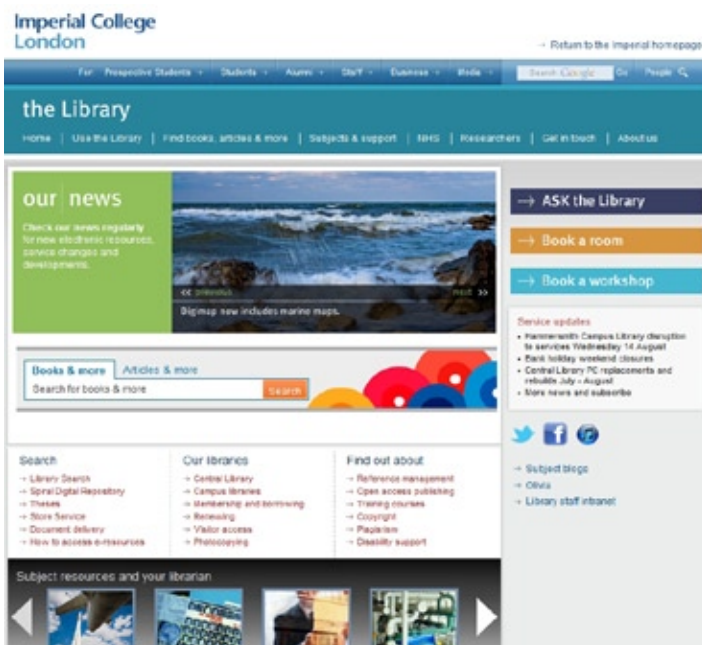 Imperial College
London
→ Return to the Imperial homepage
For: Prospective Students Students Alumni Staff Business Media Search Google Go People
the Library
Home | Use the Library | Find books, articles & more | Subjects & support | NHS | Researchers | Get in touch | About us
our news
Check our news regularly
for new electronic resources,
service changes and
developments.
<< previous next >>
Digimap now includes marine maps.
→ ASK the Library
→ Book a room
→ Book a workshop
Service updates
• Hammersmith Campus Library disruption
to services Wednesday 14 August
• Bank holiday weekend closures
• Central Library PC replacements and
rebuilds July - August
• More news and subscribe
Books & more Articles & more
Search for books & more Search
→ Subject blogs
→ Olivia
→ Library staff intranet
Search
→ Library Search
→ Spiral Digital Repository
→ Theses
→ Store Service
→ Document delivery
→ How to access e-resources
Our libraries
→ Central Library
→ Campus libraries
→ Membership and borrowing
→ Renewing
→ Visitor access
→ Photocopying
Find out about
→ Reference management
→ Open access publishing
→ Training courses
→ Copyright
→ Plagiarism
→ Disability support
Subject resources and your librarian